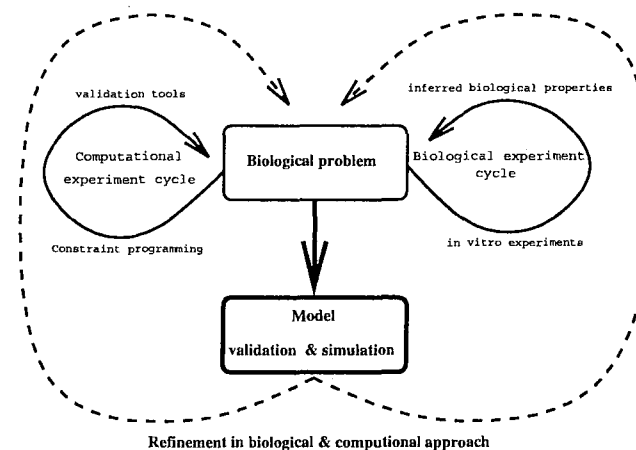 validation tools
inferred biological properties
Computational
experiment cycle
Biological problem
Biological experiment
cycle
Constraint programming
in vitro experiments
Model
validation & simulation
Refinement in biological & computional approach